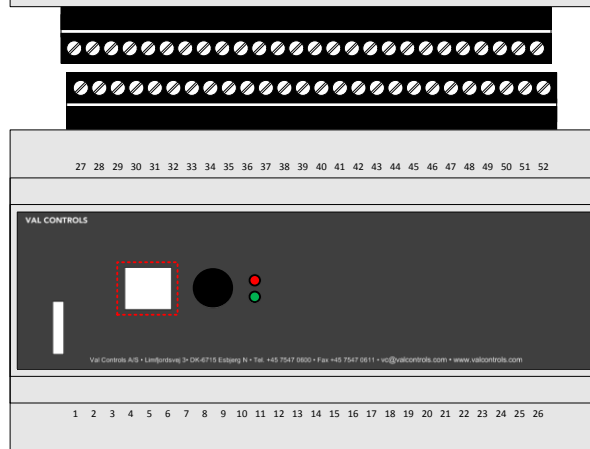 27 28 29 30 31 32 33 34 35 36 37 38 39 40 41 42 43 44 45 46 47 48 49 50 51 52
VAL CONTROLS
Val Controls A/S • Limfjordsvej 3• DK-6715 Esbjerg N • Tel. +45 7547 0600 • Fax +45 7547 0611 • vc@valcontrols.com • www.valcontrols.com
1 2 3 4 5 6 7 8 9 10 11 12 13 14 15 16 17 18 19 20 21 22 23 24 25 26